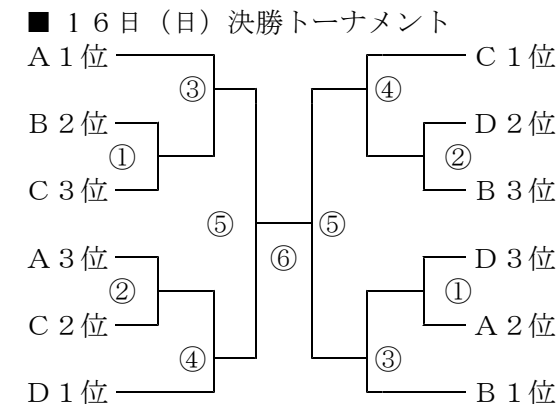 ■ 16日（日）決勝トーナメント
A1位 C1位
③ ④
B2位 D2位
① ②
C3位 B3位
⑤ ⑤
⑥
A3位 D3位
② ①
C2位 A2位
④ ③
D1位 B1位